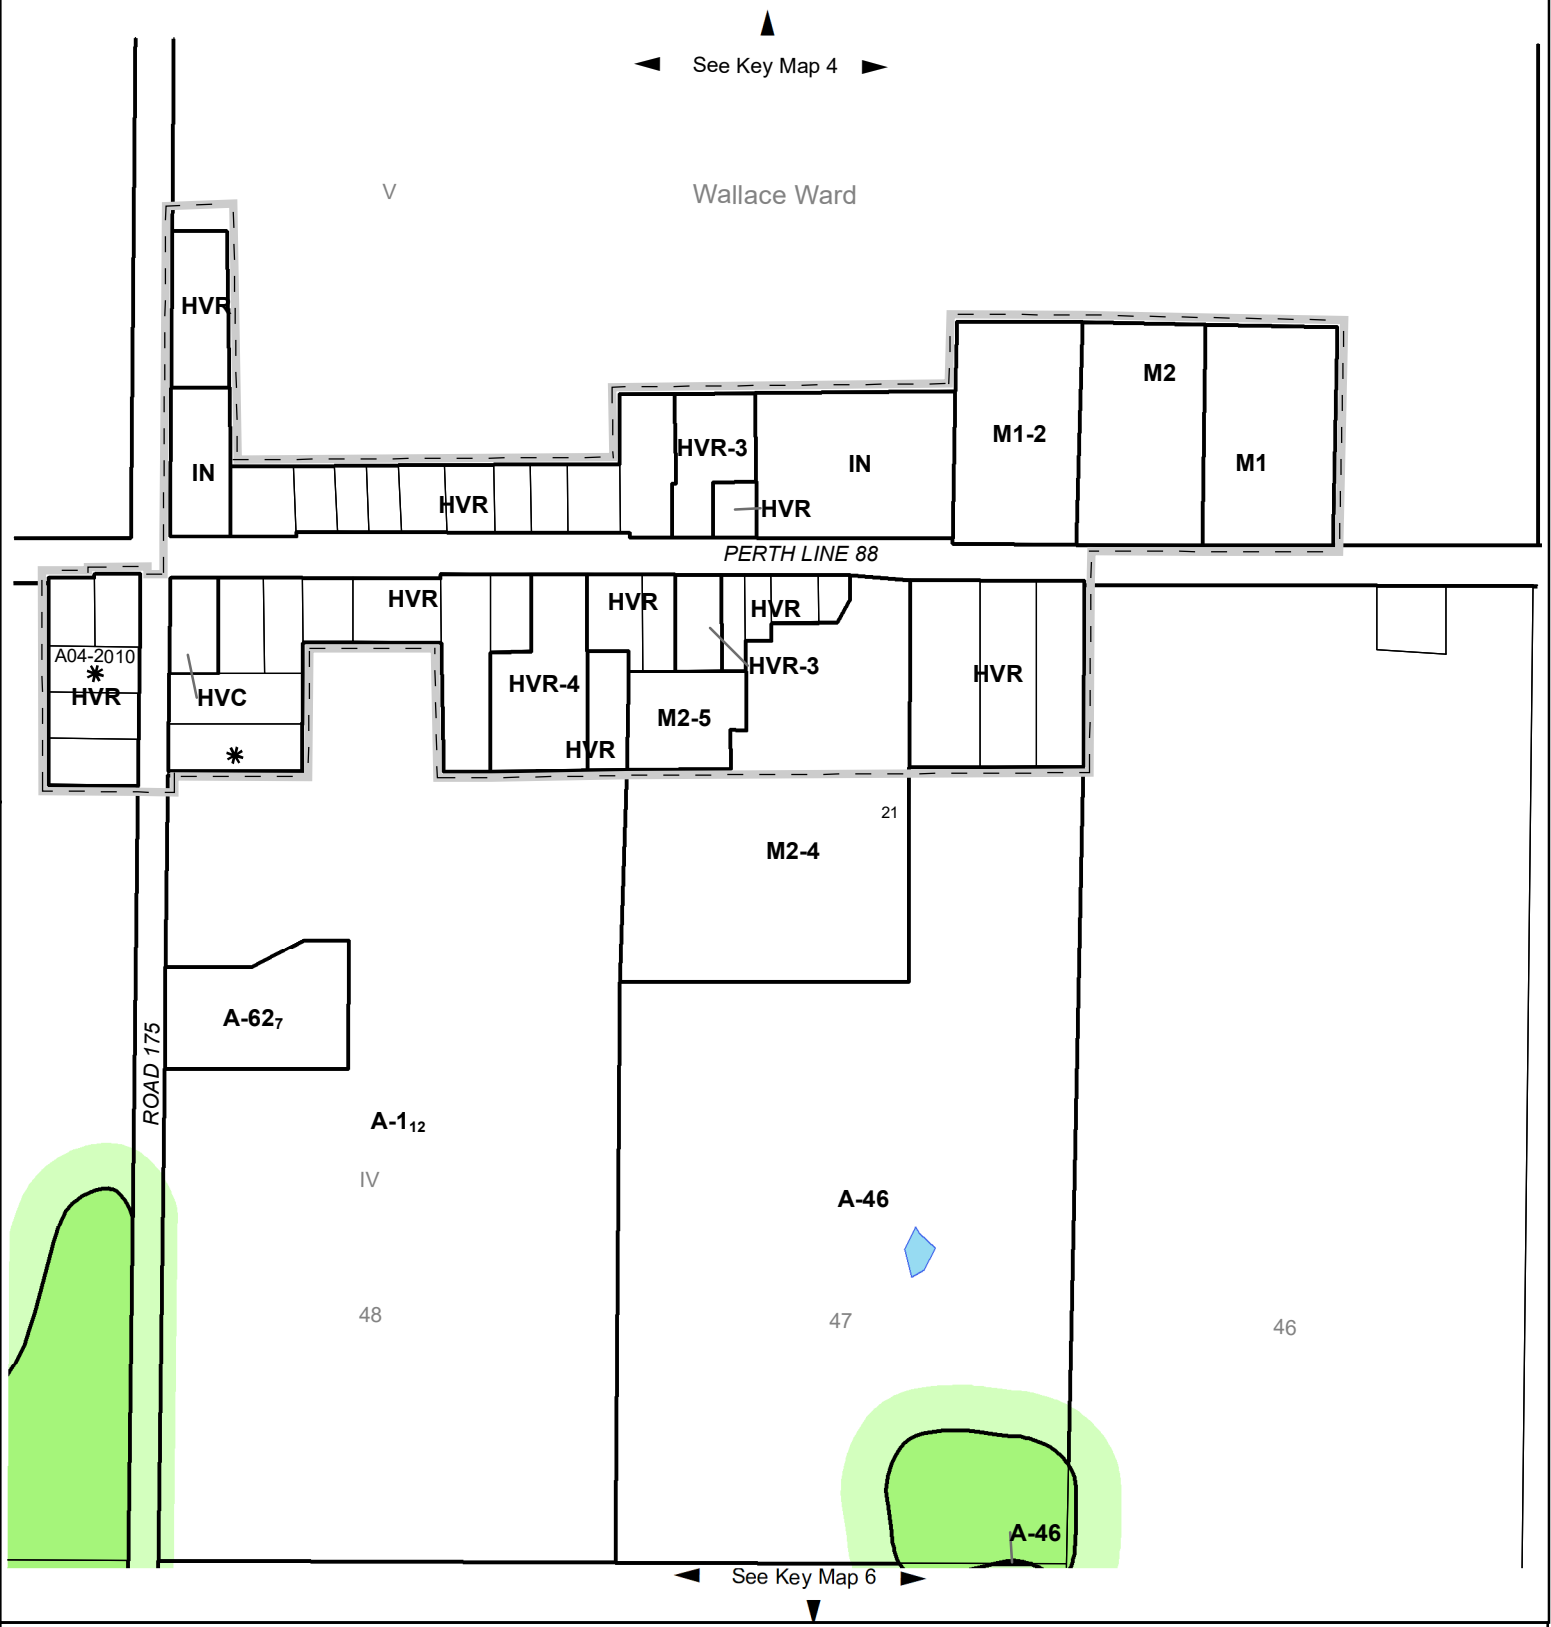 See Key Map 4
V
Wallace Ward
HVR
M2
M1-2
HVR-3
IN
M1
IN
HVR
HVR
PERTH LINE 88
HVR
HVR
HVR
A04-2010
HVR-3
HVR
HVR
HVC
HVR-4
M2-5
HVR
21
M2-4
A-62₇
ROAD 175
A-1₁₂
IV
A-46
48
47
46
A-46
See Key Map 6